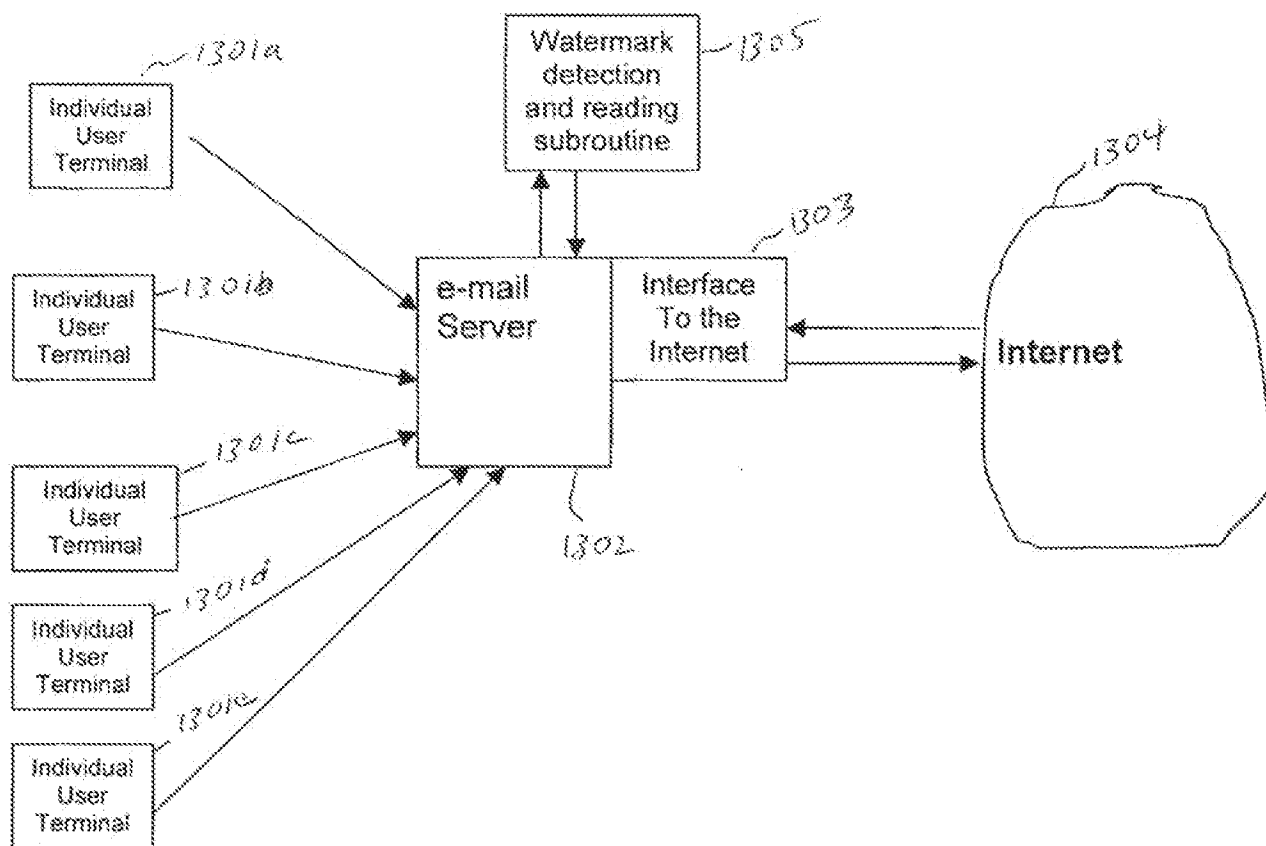 1301a
Individual
User
Terminal
Watermark
detection
and reading
subroutine
1305
1304
1303
1301b
Individual
User
Terminal
e-mail
Server
Interface
To the
Internet
Internet
1301c
Individual
User
Terminal
1302
1301d
Individual
User
Terminal
1301e
Individual
User
Terminal